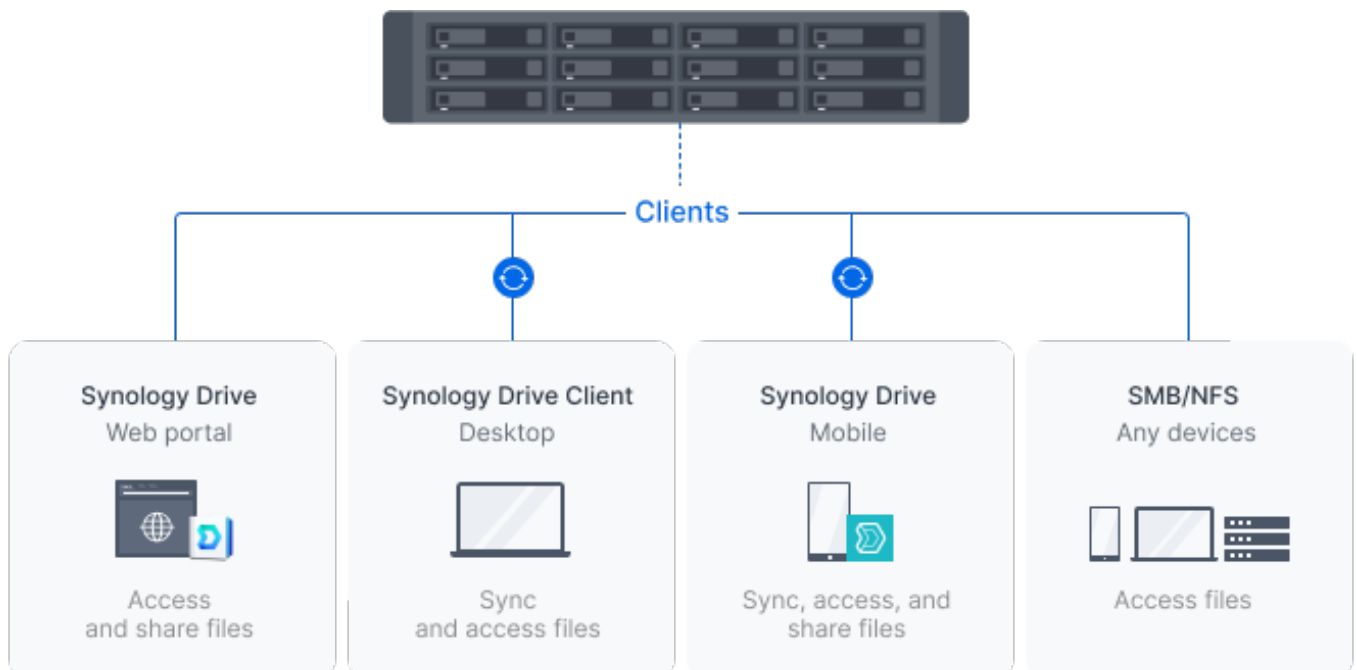 Clients
Synology Drive
Web portal
Access
and share files
Synology Drive Client
Desktop
Sync
and access files
Synology Drive
Mobile
Sync, access, and
share files
SMB/NFS
Any devices
Access files